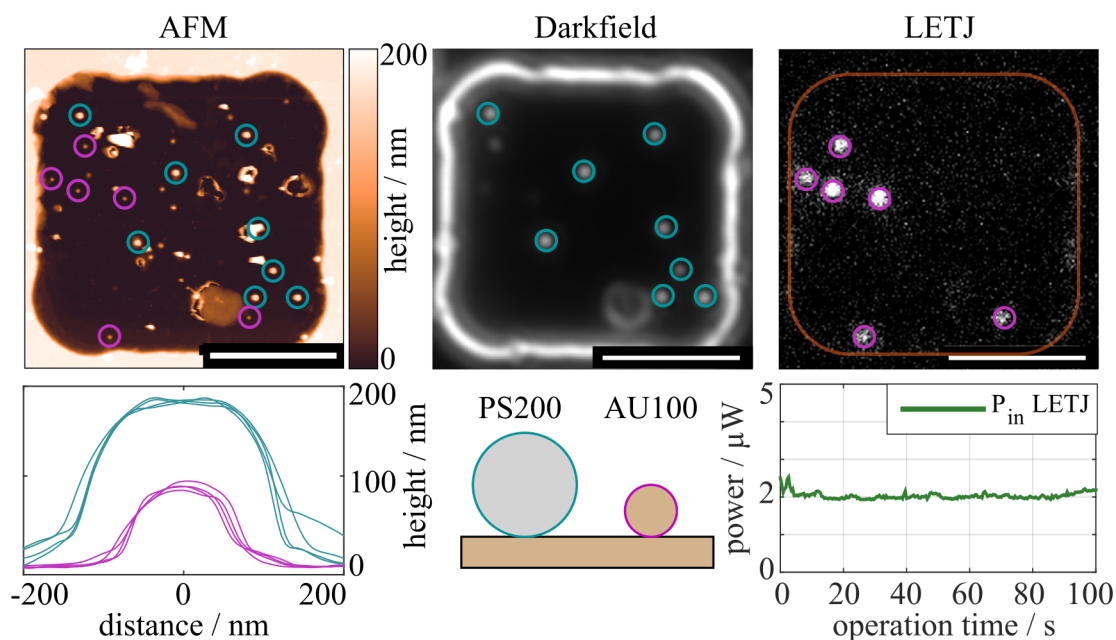 AFM
Darkfield
LETJ
200
height / nm
0
200
100
0
height / nm
-200
0
200
distance / nm
PS200
AU100
5
2
0
power / μW
P_in LETJ
0
20
40
60
80
100
operation time / s